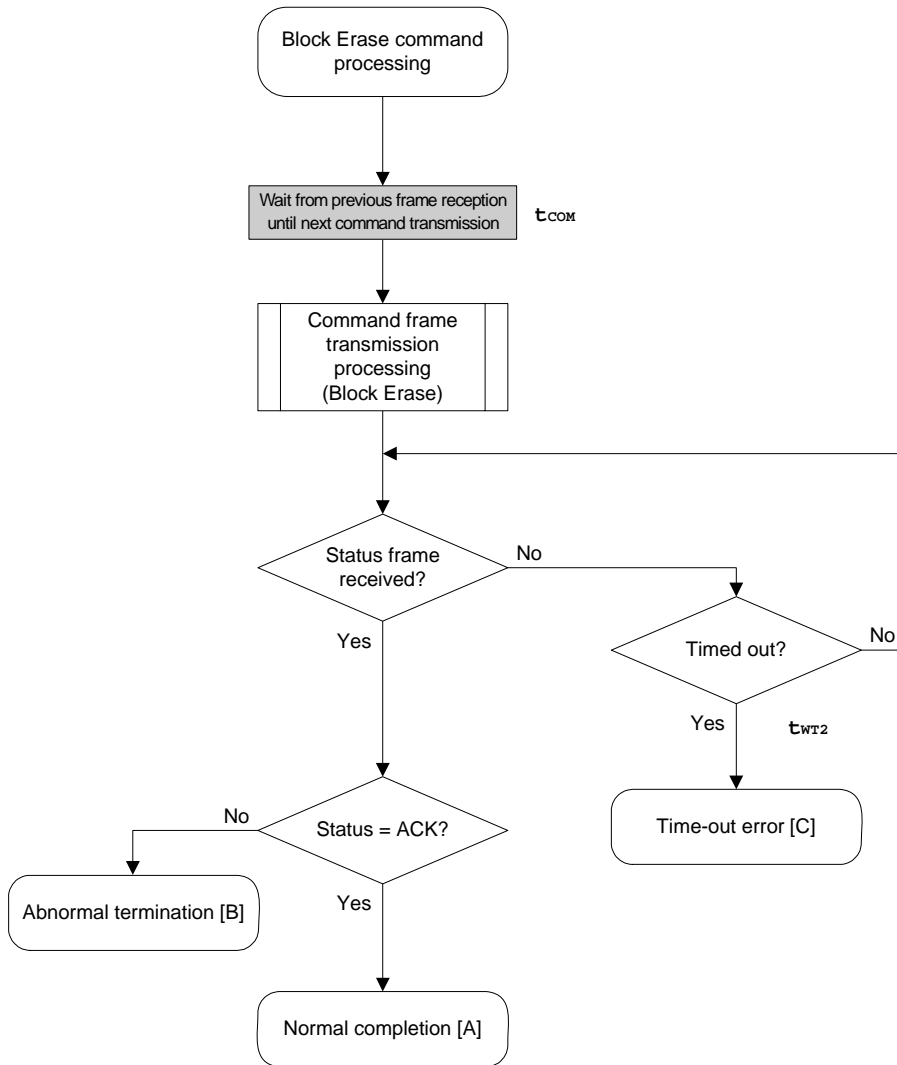 Block Erase command
processing
Wait from previous frame reception
until next command transmission
tCOM
Command frame
transmission
processing
(Block Erase)
Status frame
received?
No
Yes
Timed out?
No
Yes
tWT2
Time-out error [C]
Status = ACK?
No
Abnormal termination [B]
Yes
Normal completion [A]